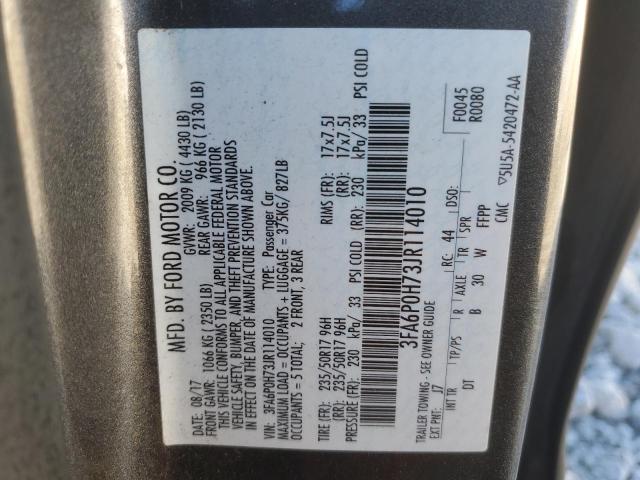 MFD. BY FORD MOTOR CO.
DATE: 08/17 GVWR: 2009 KG ( 4430 LB)
FRONT GAWR: 1066 KG ( 2350 LB) REAR GAWR: 966 KG ( 2130 LB)
THIS VEHICLE CONFORMS TO ALL APPLICABLE FEDERAL MOTOR
VEHICLE SAFETY, BUMPER, AND THEFT PREVENTION STANDARDS
IN EFFECT ON THE DATE OF MANUFACTURE SHOWN ABOVE.
VIN: 3FA6P0H73JR114010 TYPE: Passenger Car
MAXIMUM LOAD = OCCUPANTS + LUGGAGE = 375KG/ 827LB
OCCUPANTS = 5 TOTAL; 2 FRONT, 3 REAR
TIRE (FR): 235/50R17 96H RIMS (FR): 17x7.5J
(RR): 235/50R17 96H (RR): 17x7.5J
PRESSURE (FR): 230 kPa/ 33 PSI COLD (RR): 230 kPa/ 33 PSI COLD
3FA6P0H73JR114010
TRAILER TOWING - SEE OWNER GUIDE
F0045
R0080
EXT PNT: J7 RC: 44 DSO:
INT TR TP/PS R AXLE TR SPR
DT B 30 W FFPP
CMC ▽5U5A-5420472-AA